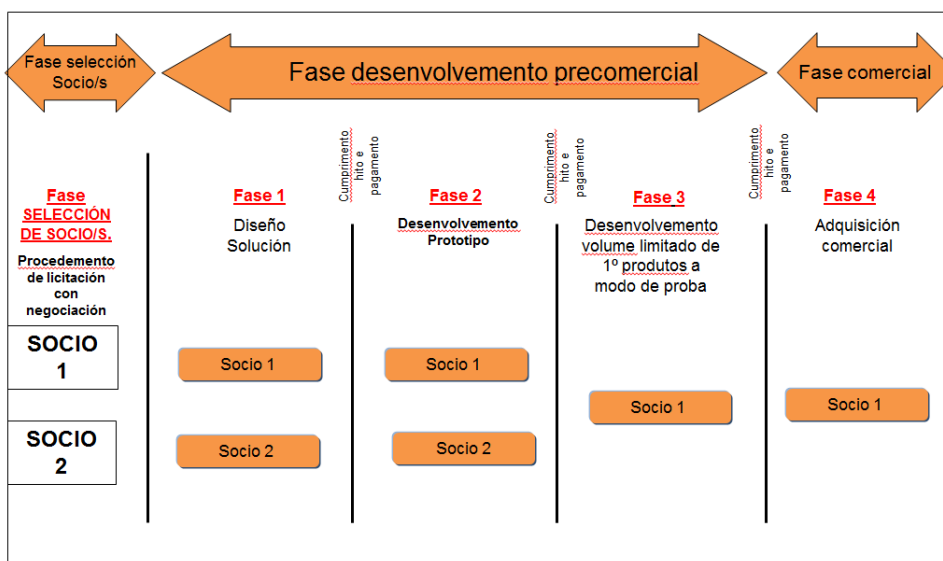 Fase selección
Socio/s
Fase desenvolvemento precomercial
Fase comercial
Cumprimento
hito e
pagamento
Cumprimento
hito e
pagamento
Cumprimento
hito e
pagamento
Fase
SELECCIÓN
DE SOCIO/S.
Procedemento
de licitación
con
negociación
Fase 1
Diseño
Solución
Fase 2
Desenvolvemento
Prototipo
Fase 3
Desenvolvemento
volume limitado de
1º produtos a
modo de proba
Fase 4
Adquisición
comercial
SOCIO
1
Socio 1
Socio 1
Socio 1
Socio 1
SOCIO
2
Socio 2
Socio 2